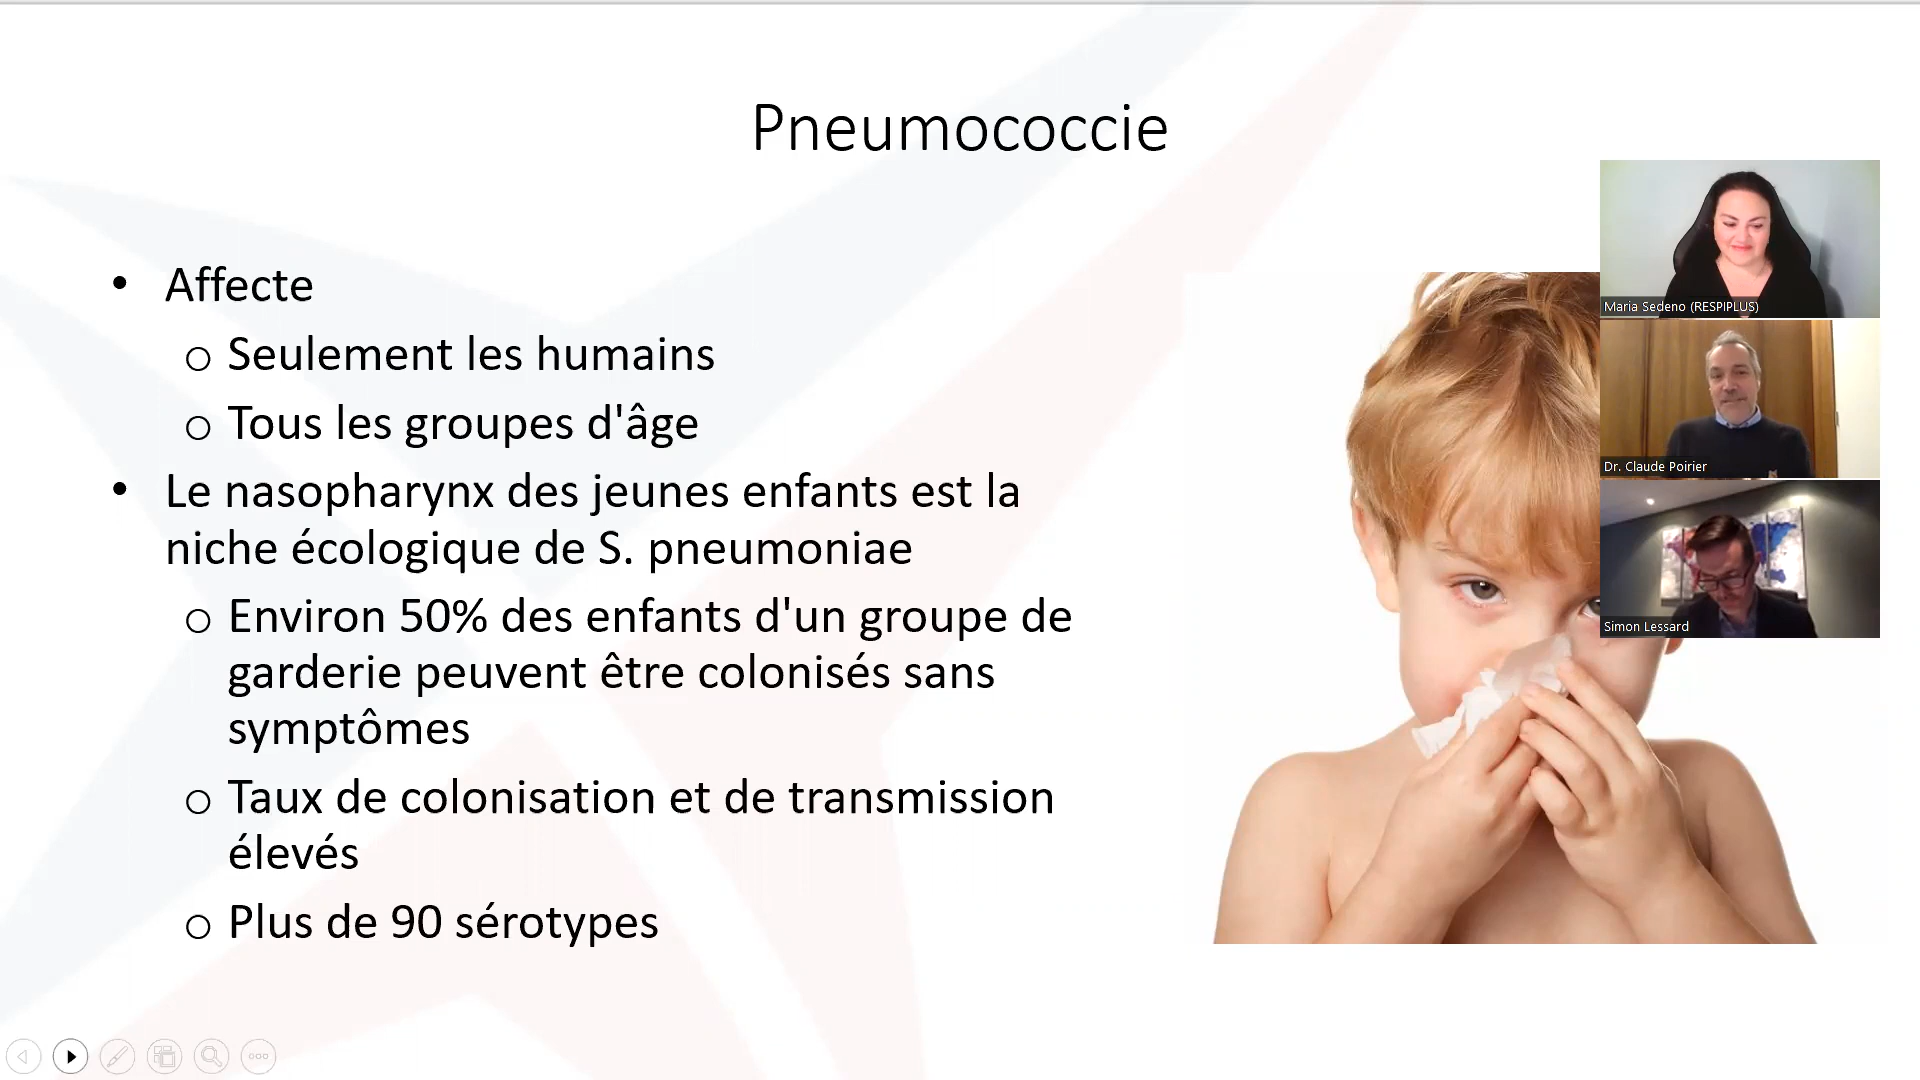 Pneumococcie
• Affecte
o Seulement les humains
o Tous les groupes d'âge
• Le nasopharynx des jeunes enfants est la
niche écologique de S. pneumoniae
o Environ 50% des enfants d'un groupe de
garderie peuvent être colonisés sans
symptômes
o Taux de colonisation et de transmission
élevés
o Plus de 90 sérotypes
Maria Sedeno (RESPIPLUS)
Dr. Claude Poirier
Simon Lessard